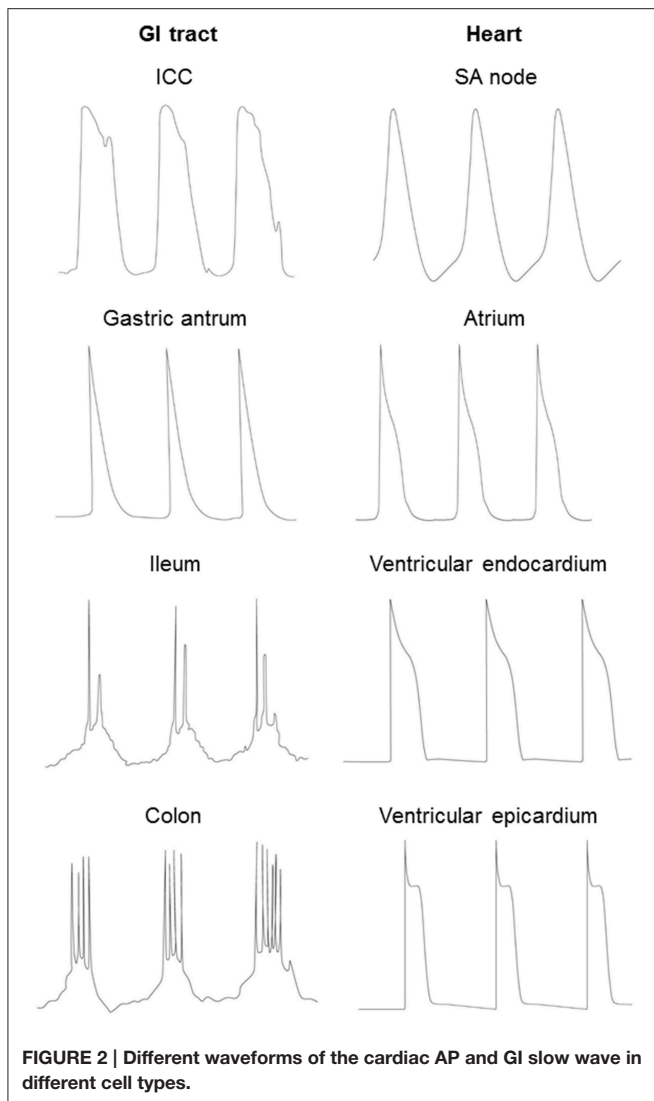 GI tract
Heart
ICC
SA node
Gastric antrum
Atrium
Ileum
Ventricular endocardium
Colon
Ventricular epicardium
FIGURE 2 | Different waveforms of the cardiac AP and GI slow wave in
different cell types.